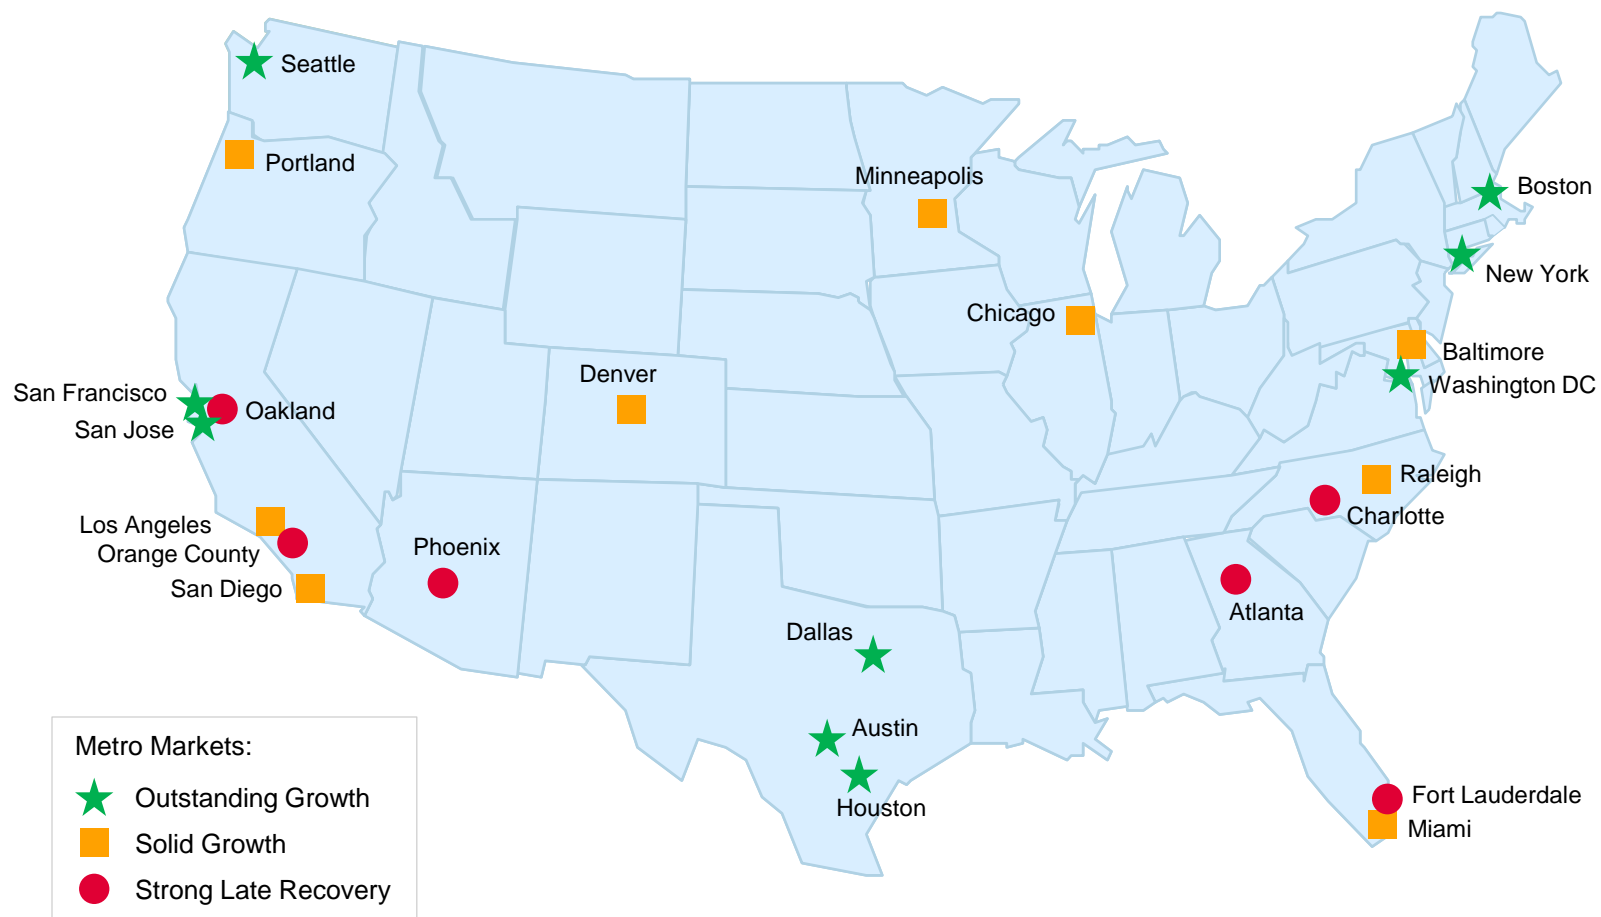 Seattle
Portland
Minneapolis
Boston
New York
Chicago
Baltimore
Washington DC
Denver
San Francisco
Oakland
San Jose
Raleigh
Charlotte
Los Angeles
Orange County
San Diego
Phoenix
Atlanta
Dallas
Austin
Houston
Fort Lauderdale
Miami
Metro Markets:
Outstanding Growth
Solid Growth
Strong Late Recovery